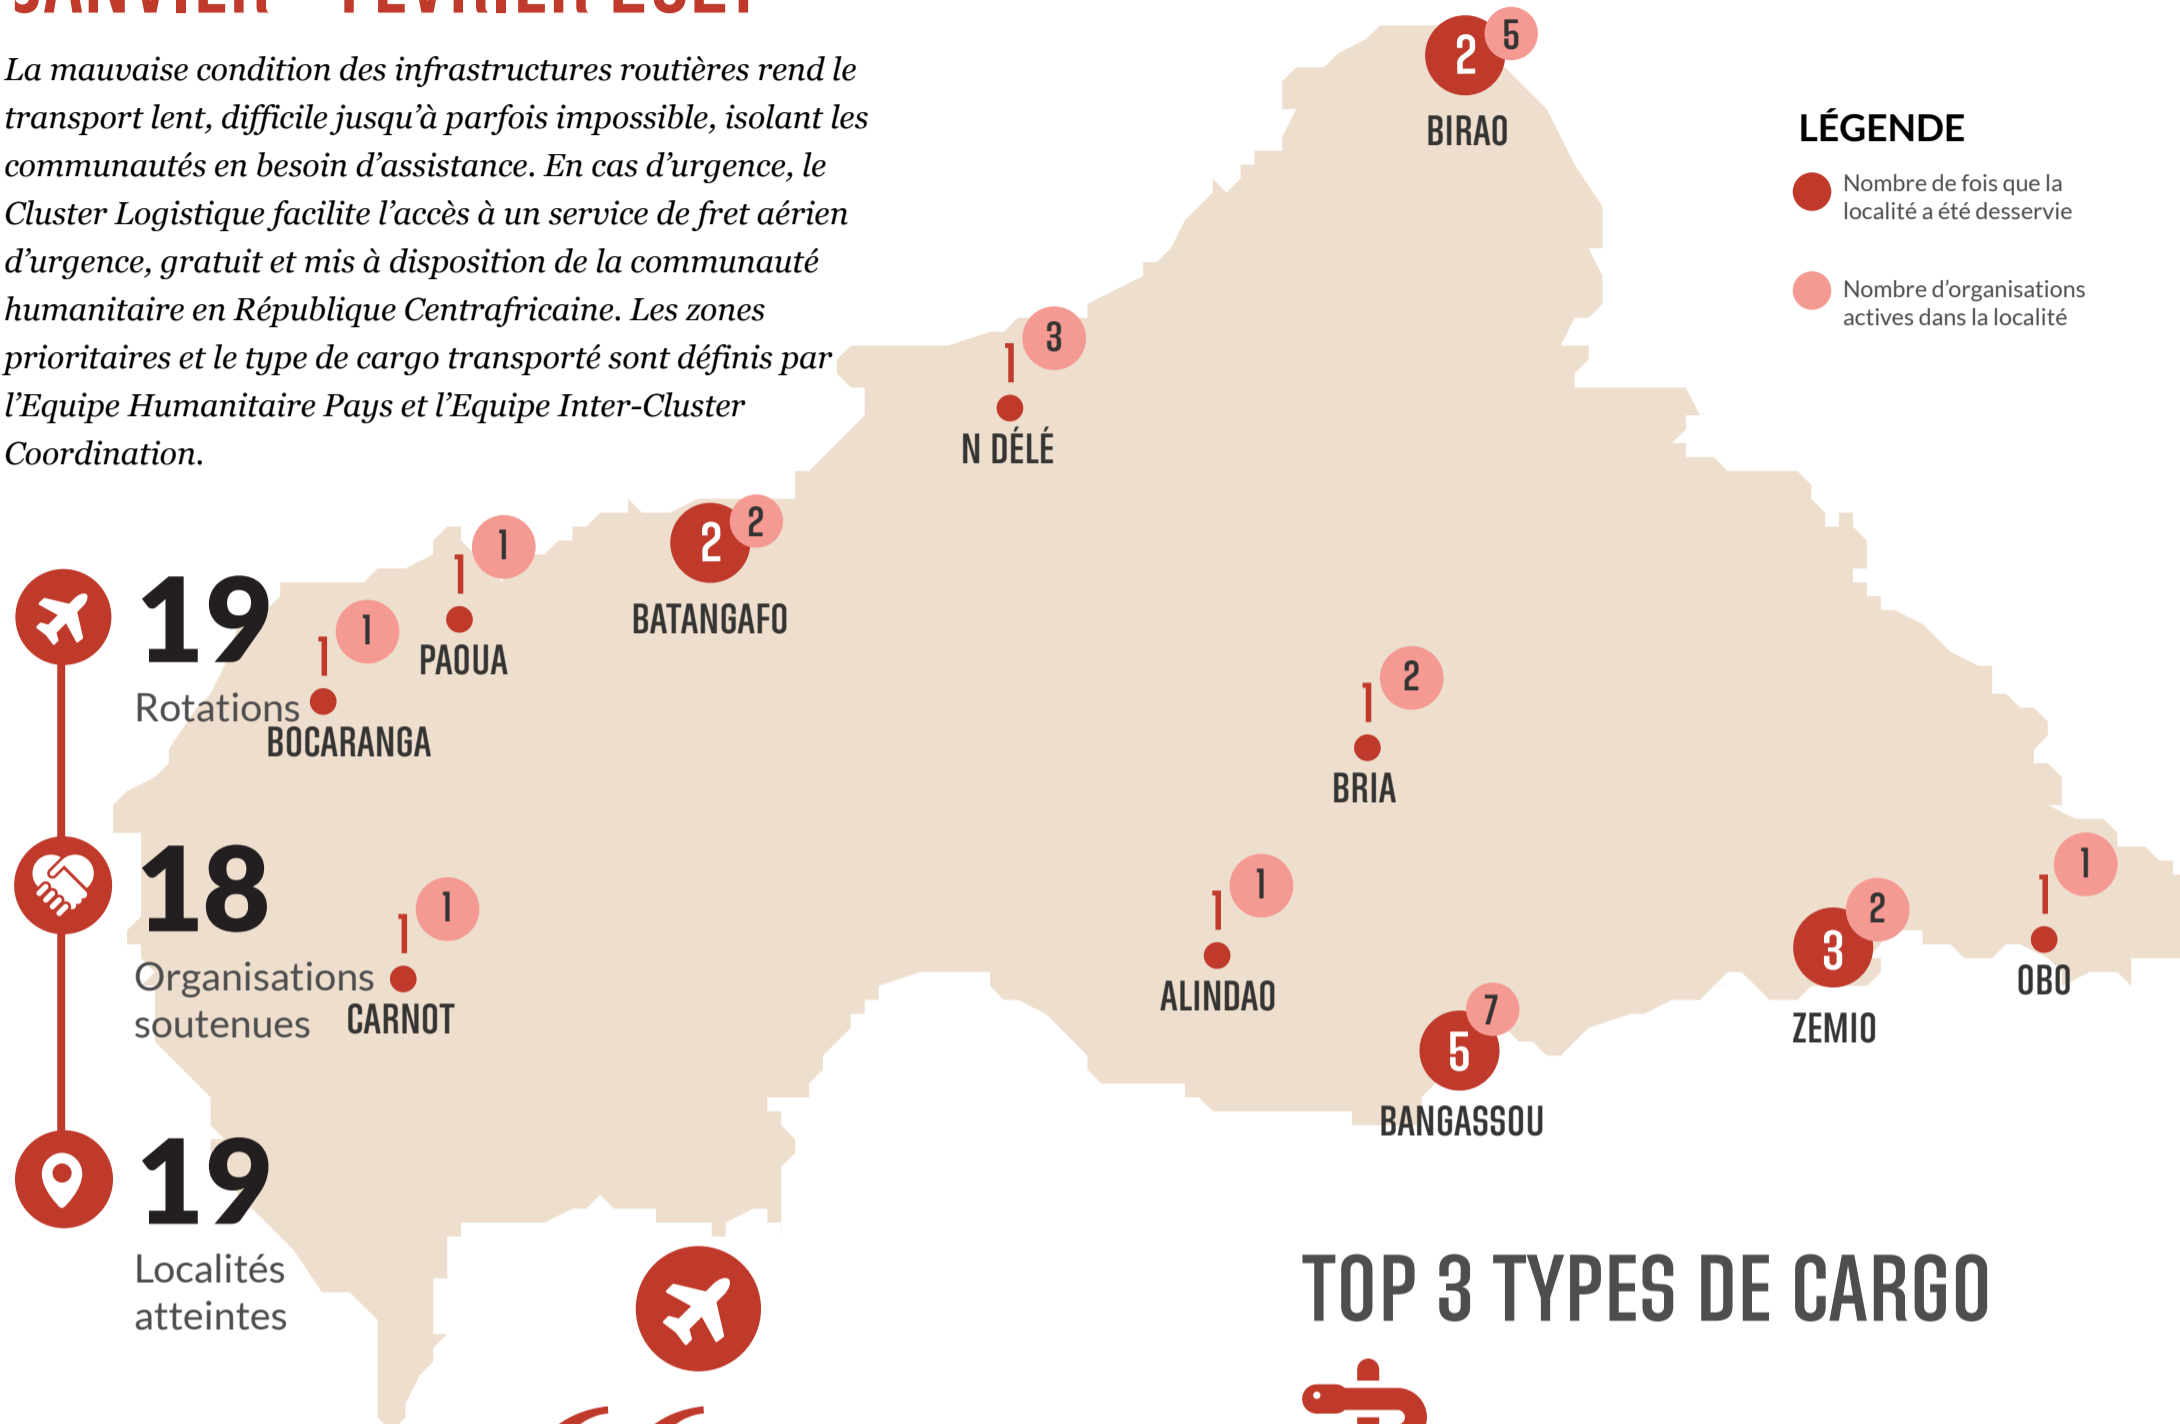 JANVIER - FÉVRIER 2021
La mauvaise condition des infrastructures routières rend le
transport lent, difficile jusqu'à parfois impossible, isolant les
communautés en besoin d'assistance. En cas d'urgence, le
Cluster Logistique facilite l'accès à un service de fret aérien
d'urgence, gratuit et mis à disposition de la communauté
humanitaire en République Centrafricaine. Les zones
prioritaires et le type de cargo transporté sont définis par
l'Equipe Humanitaire Pays et l'Equipe Inter-Cluster
Coordination.
LÉGENDE
Nombre de fois que la
localité a été desservie
Nombre d'organisations
actives dans la localité
2 5
BIRAO
1 3
N DÉLÉ
2 2
BATANGAFO
1 1
PAOUA
1 1
BOCARANGA
1 2
BRIA
1 1
CARNOT
1 1
ALINDAO
5 7
BANGASSOU
3 2
ZEMIO
1 1
OBO
19
Rotations
18
Organisations
soutenues
19
Localités
atteintes
TOP 3 TYPES DE CARGO